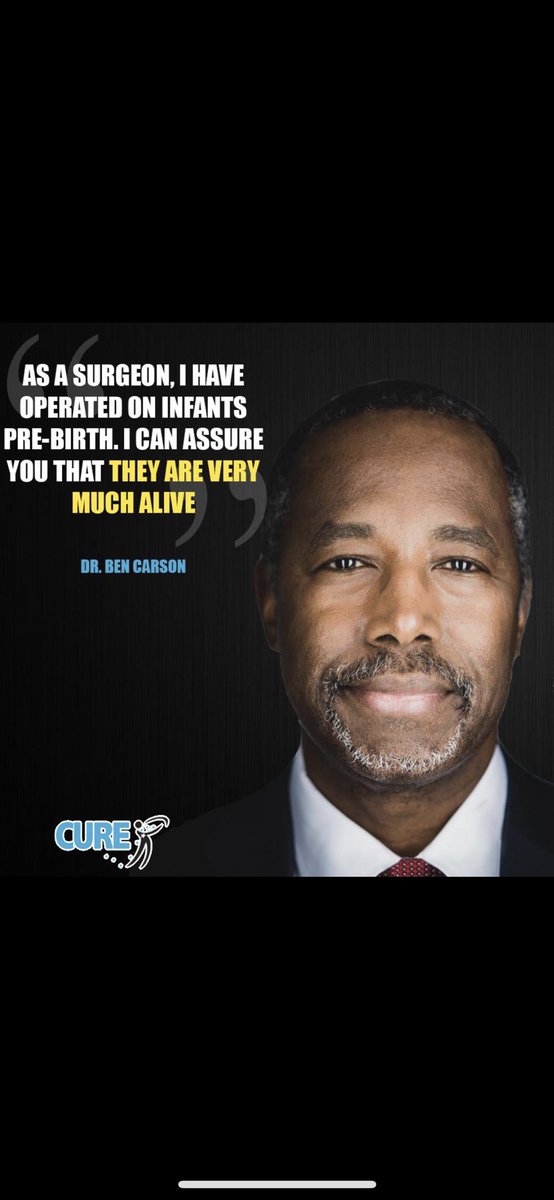 AS A SURGEON, I HAVE
OPERATED ON INFANTS
PRE-BIRTH. I CAN ASSURE
YOU THAT THEY ARE VERY
MUCH ALIVE
DR. BEN CARSON
CURE